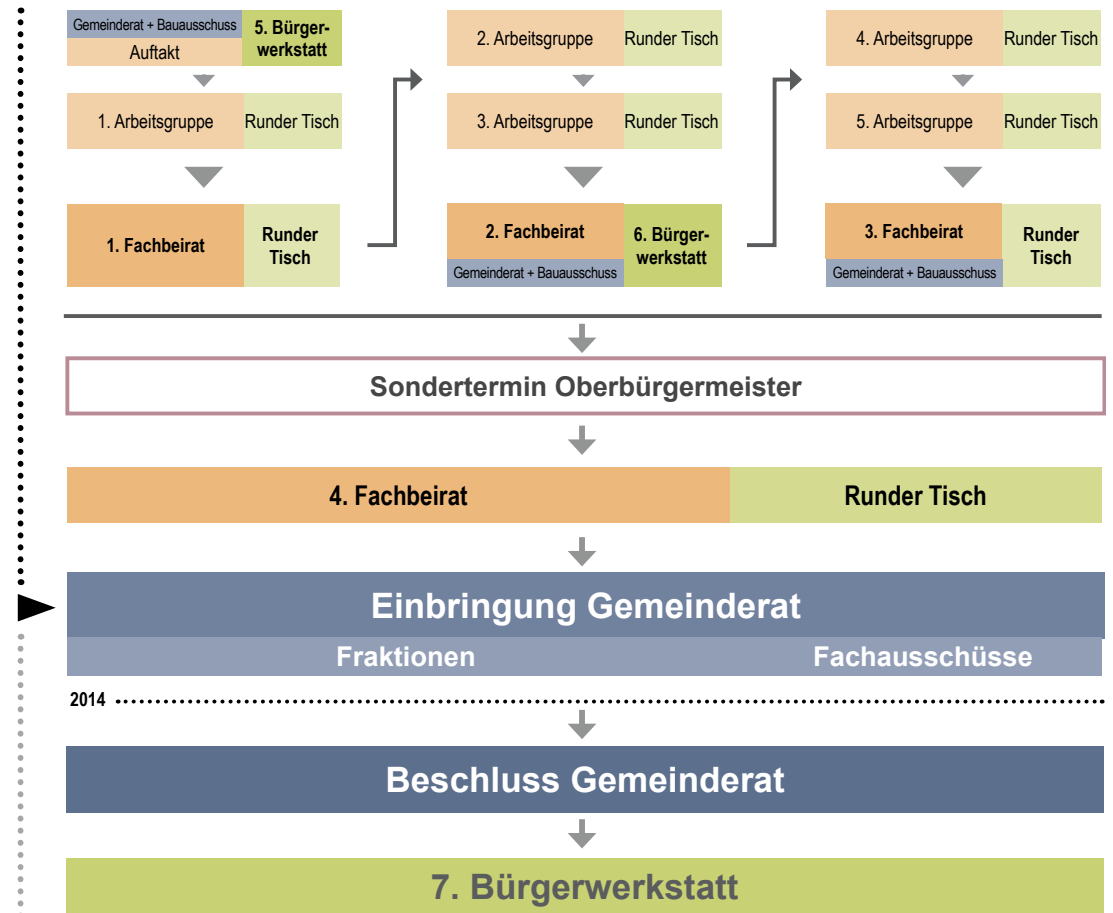 Gemeinderat + Bauausschuss
Auftakt
5. Bürger-
werkstatt
1. Arbeitsgruppe
Runder Tisch
1. Fachbeirat
Runder
Tisch
2. Arbeitsgruppe
Runder Tisch
3. Arbeitsgruppe
Runder Tisch
2. Fachbeirat
Gemeinderat + Bauausschuss
6. Bürger-
werkstatt
4. Arbeitsgruppe
Runder Tisch
5. Arbeitsgruppe
Runder Tisch
3. Fachbeirat
Gemeinderat + Bauausschuss
Runder
Tisch
Sondertermin Oberbürgermeister
4. Fachbeirat
Runder Tisch
Einbringung Gemeinderat
Fraktionen
Fachausschüsse
2014
Beschluss Gemeinderat
7. Bürgerwerkstatt